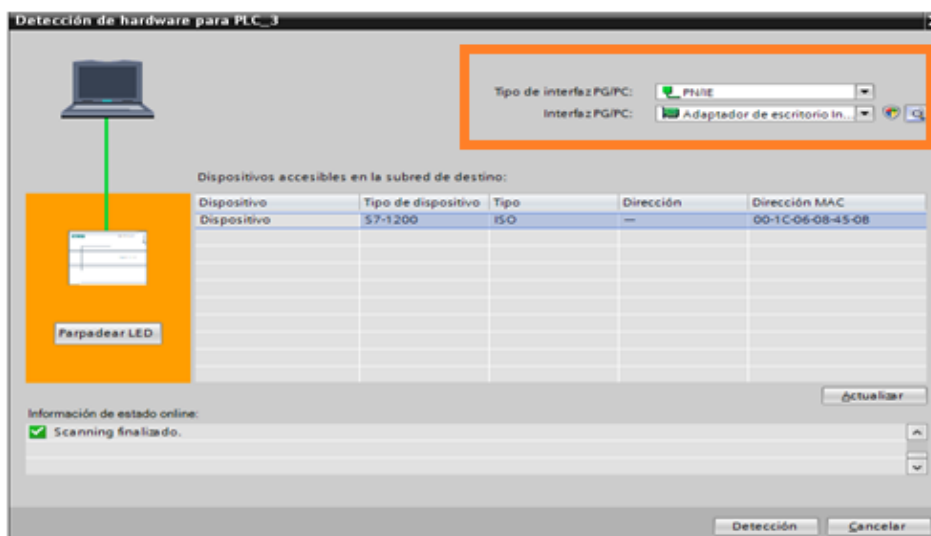 Detección de hardware para PLC_3
Tipo de interfaz PG/PC: PN/IE
Interfaz PG/PC: Adaptador de escritorio In...
Dispositivos accesibles en la subred de destino:
Dispositivo Tipo de dispositivo Tipo Dirección Dirección MAC
Dispositivo S7-1200 ISO — 00-1C-06-08-45-08
Parpadear LED
Actualizar
Información de estado online:
Scanning finalizado.
Detección Cancelar